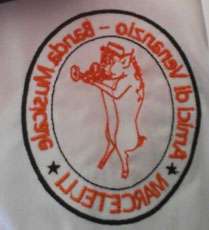 Amici di Venanzio - Banda Musicale
★ MARCETELLI ★